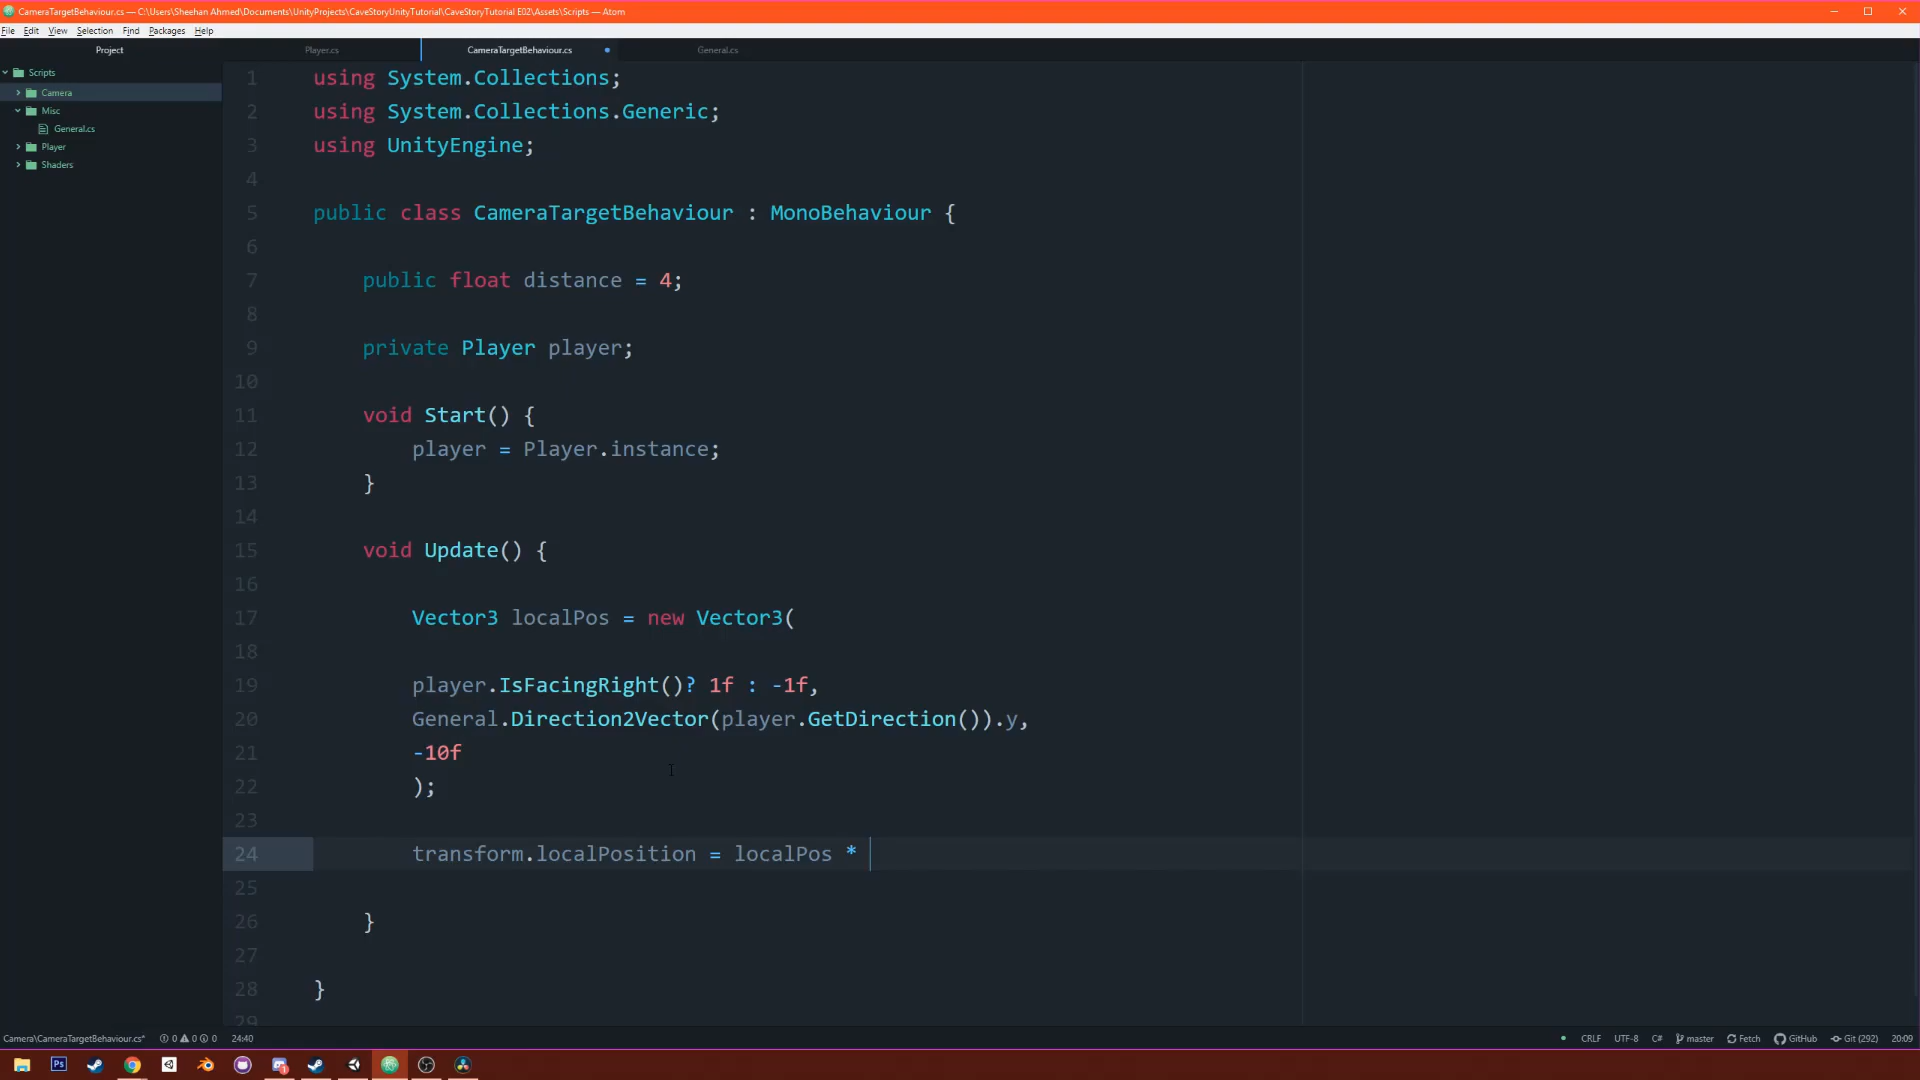 CameraTargetBehaviour.cs — C:\Users\Sheehan Ahmed\Documents\UnityProjects\CaveStoryUnityTutorial\CaveStoryTutorial E02\Assets\Scripts — Atom
File Edit View Selection Find Packages Help
Project
Player.cs
CameraTargetBehaviour.cs
General.cs
Scripts
Camera
Misc
General.cs
Player
Shaders
1 using System.Collections;
2 using System.Collections.Generic;
3 using UnityEngine;
4
5 public class CameraTargetBehaviour : MonoBehaviour {
6
7 public float distance = 4;
8
9 private Player player;
10
11 void Start() {
12 player = Player.instance;
13 }
14
15 void Update() {
16
17 Vector3 localPos = new Vector3(
18
19 player.IsFacingRight()? 1f : -1f,
20 General.Direction2Vector(player.GetDirection()).y,
21 -10f
22 );
23
24 transform.localPosition = localPos *
25
26 }
27
28 }
29
Camera\CameraTargetBehaviour.cs* 0 0 0 24:40
CRLF UTF-8 C# master Fetch GitHub Git (292) 20:09
Ps
1